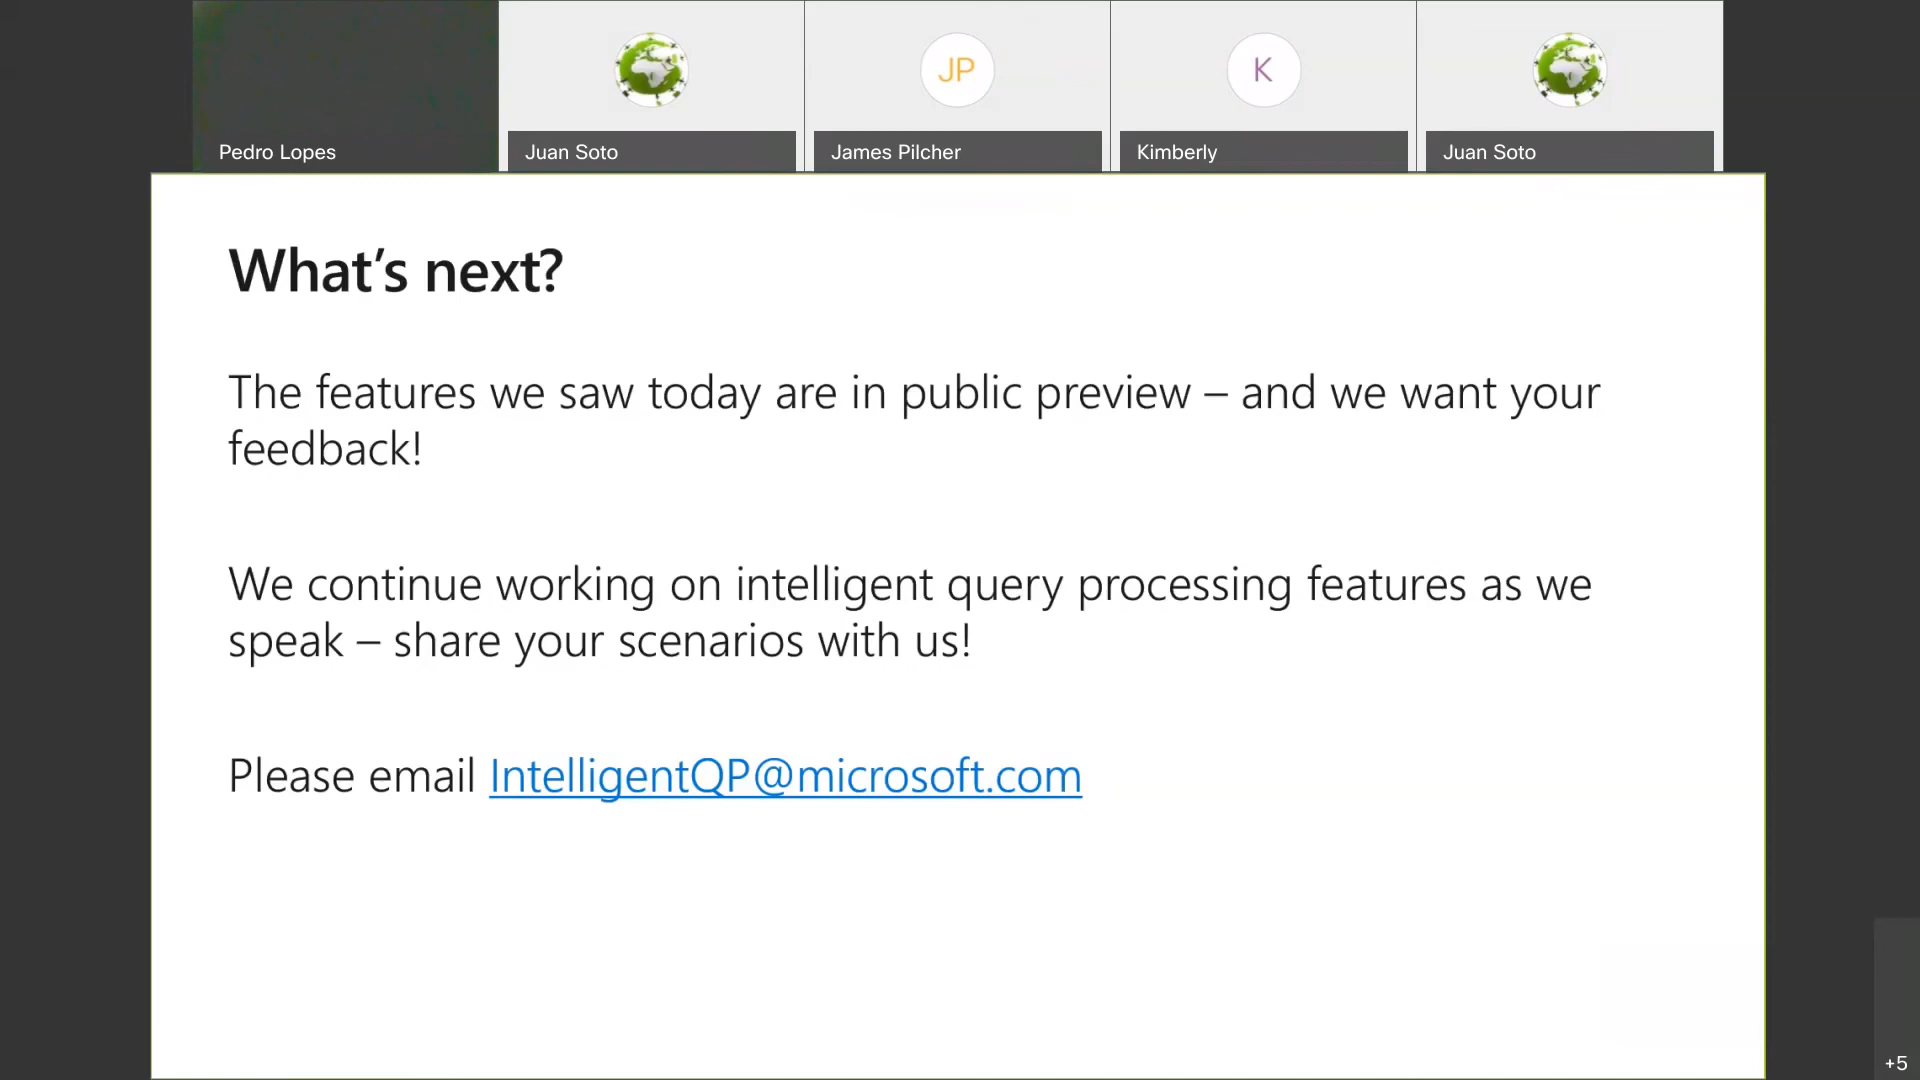 JP
K
Pedro Lopes
Juan Soto
James Pilcher
Kimberly
Juan Soto
What’s next?
The features we saw today are in public preview – and we want your
feedback!
We continue working on intelligent query processing features as we
speak – share your scenarios with us!
Please email IntelligentQP@microsoft.com
+5